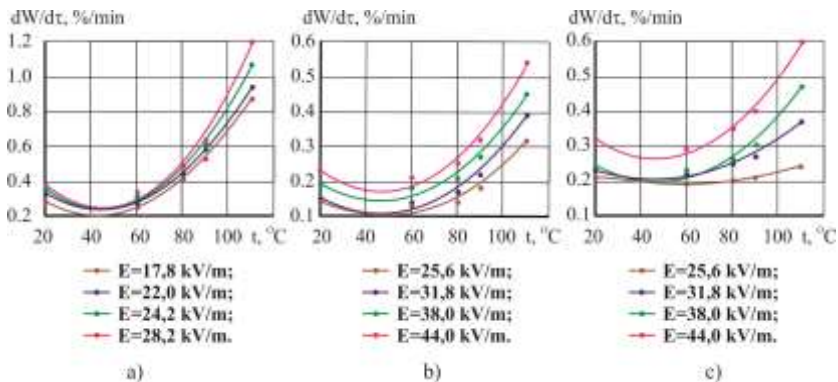 dW/dτ, %/min
1.2
1.0
0.8
0.6
0.4
0.2
20 40 60 80 100 t, °C
E=17,8 kV/m;
E=22,0 kV/m;
E=24,2 kV/m;
E=28,2 kV/m.
a)
dW/dτ, %/min
0.6
0.5
0.4
0.3
0.2
0.1
20 40 60 80 100 t, °C
E=25,6 kV/m;
E=31,8 kV/m;
E=38,0 kV/m;
E=44,0 kV/m.
b)
dW/dτ, %/min
0.6
0.5
0.4
0.3
0.2
0.1
20 40 60 80 100 t, °C
E=25,6 kV/m;
E=31,8 kV/m;
E=38,0 kV/m;
E=44,0 kV/m.
c)